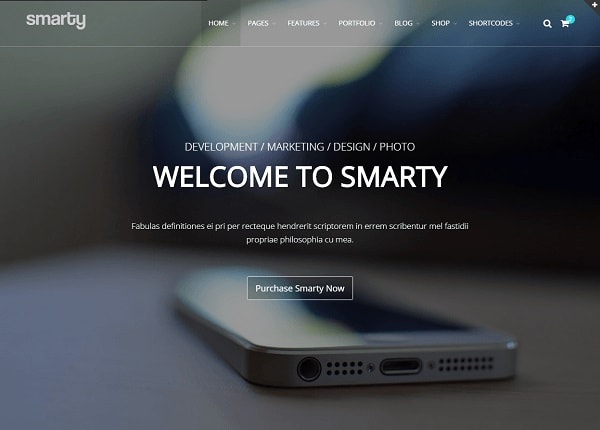 smarty
HOME PAGES FEATURES PORTFOLIO BLOG SHOP SHORTCODES
DEVELOPMENT / MARKETING / DESIGN / PHOTO
WELCOME TO SMARTY
Fabulas definitiones ei pri per recteque hendrerit scriptorem in errem scribentur mel fastidii
propriae philosophia cu mea.
Purchase Smarty Now